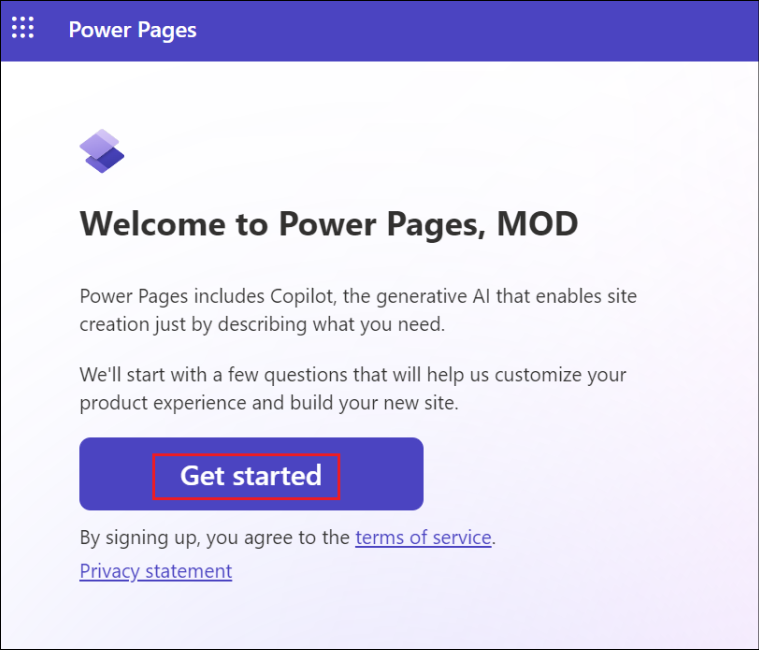 Power Pages
Welcome to Power Pages, MOD
Power Pages includes Copilot, the generative AI that enables site
creation just by describing what you need.
We'll start with a few questions that will help us customize your
product experience and build your new site.
Get started
By signing up, you agree to the terms of service.
Privacy statement